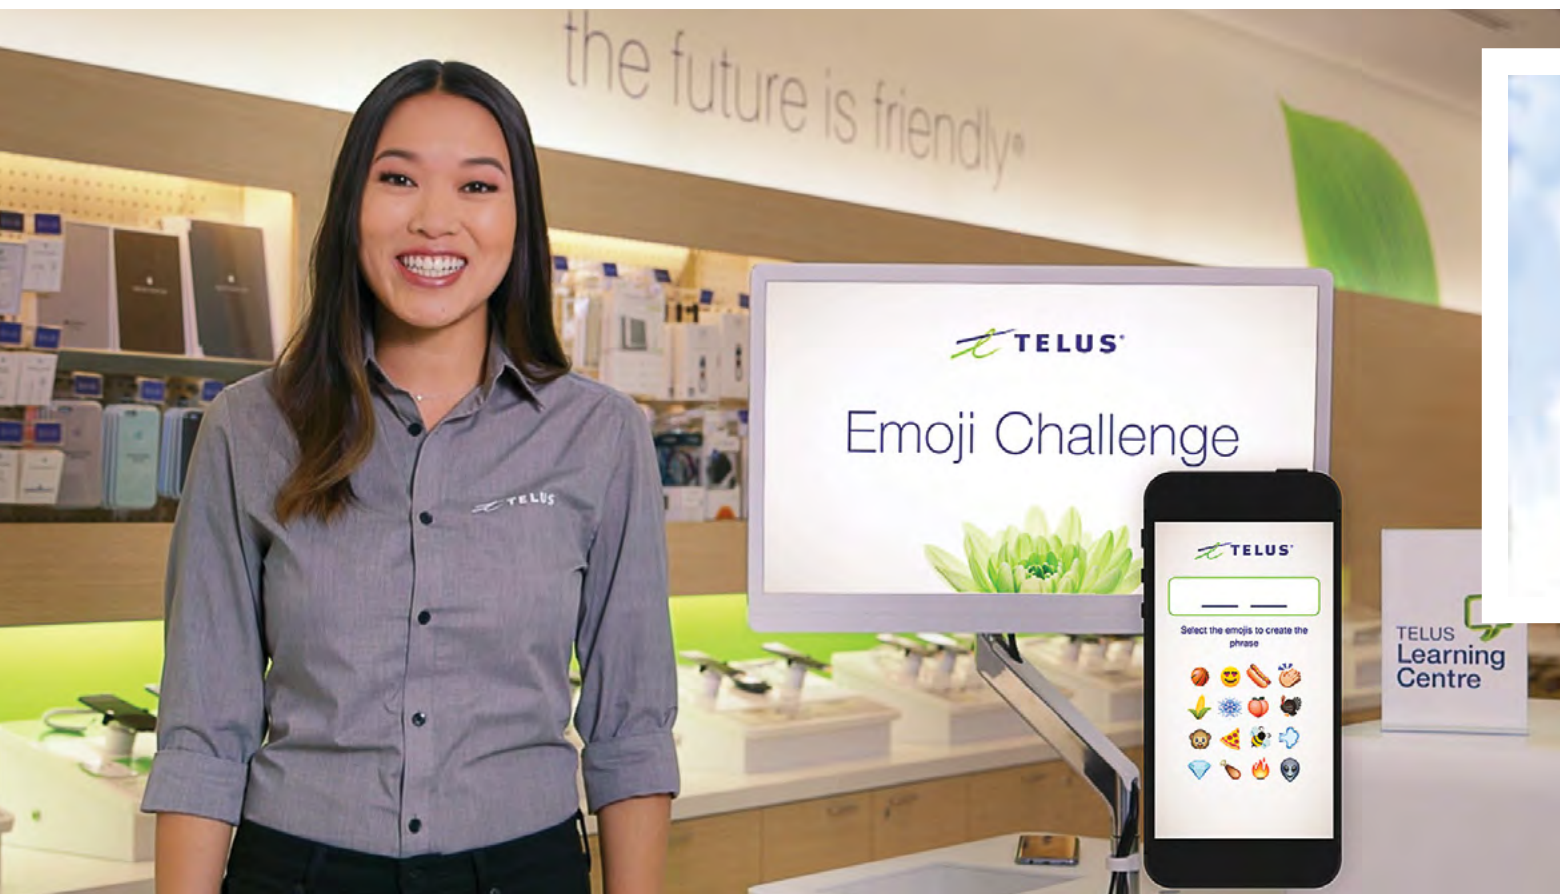 the future is friendly®
TELUS®
Emoji Challenge
TELUS
TELUS®
Select the emojis to create the
phrase
TELUS
Learning
Centre